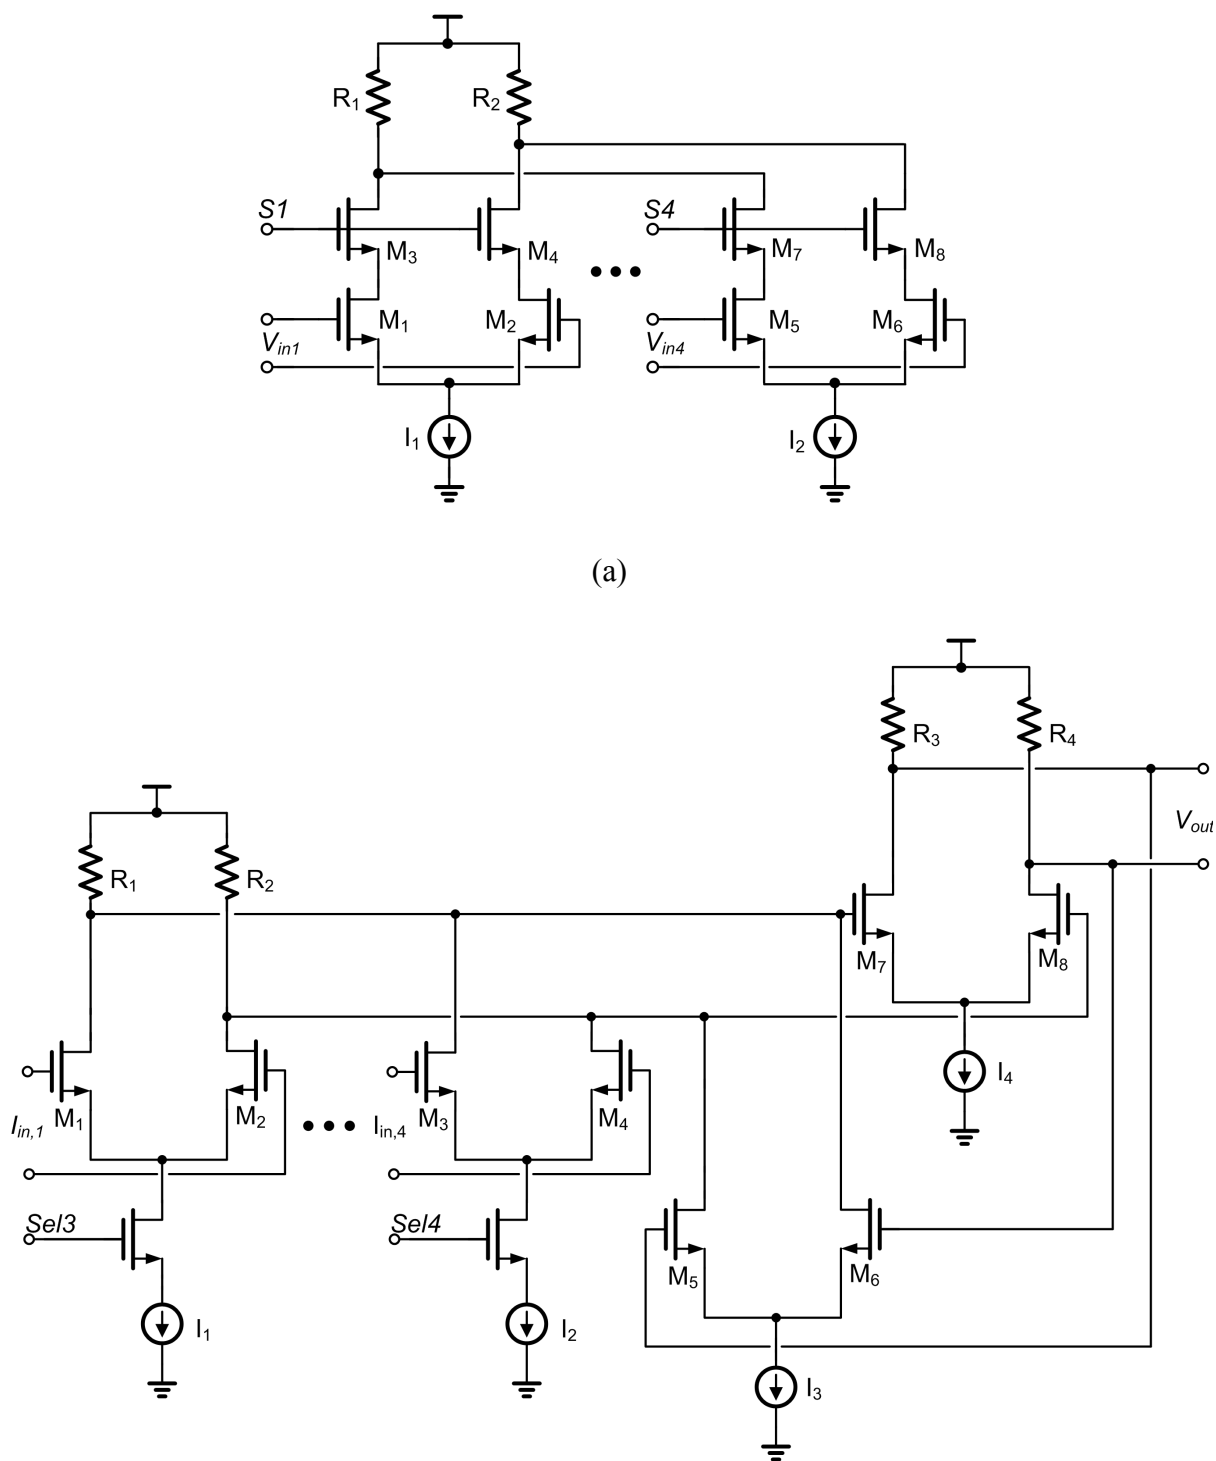 R1 R2
S1 S4
M3 M4 M7 M8
M1 M2 M5 M6
Vin1 Vin4
I1 I2
(a)
R3 R4
Vout
R1 R2
M7 M8
I4
M1 M2 M3 M4
Iin,1 Iin,4
Sel3 Sel4
M5 M6
I1 I2
I3